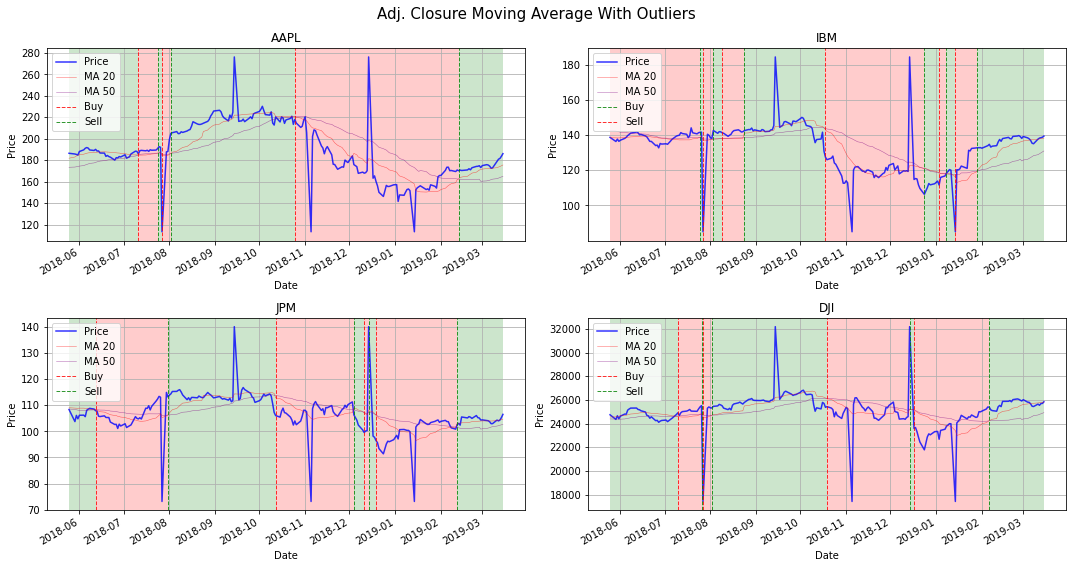 Adj. Closure Moving Average With Outliers
AAPL
280
260
240
220
200
180
160
140
120
Price
Price
MA 20
MA 50
Buy
Sell
2018-06
2018-07
2018-08
2018-09
2018-10
2018-11
2018-12
2019-01
2019-02
2019-03
Date
IBM
180
160
140
120
100
Price
Price
MA 20
MA 50
Buy
Sell
2018-06
2018-07
2018-08
2018-09
2018-10
2018-11
2018-12
2019-01
2019-02
2019-03
Date
JPM
140
130
120
110
100
90
80
70
Price
Price
MA 20
MA 50
Buy
Sell
2018-06
2018-07
2018-08
2018-09
2018-10
2018-11
2018-12
2019-01
2019-02
2019-03
Date
DJI
32000
30000
28000
26000
24000
22000
20000
18000
Price
Price
MA 20
MA 50
Buy
Sell
2018-06
2018-07
2018-08
2018-09
2018-10
2018-11
2018-12
2019-01
2019-02
2019-03
Date